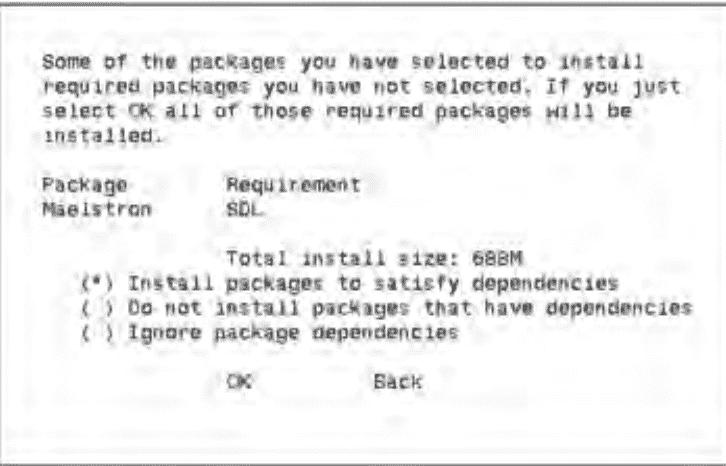 Some of the packages you have selected to install
required packages you have not selected. If you just
select OK all of those required packages will be
installed.
Package Requirement
Maelstron SDL
Total install size: 688M
(*) Install packages to satisfy dependencies
( ) Do not install packages that have dependencies
( ) Ignore package dependencies
OK Back